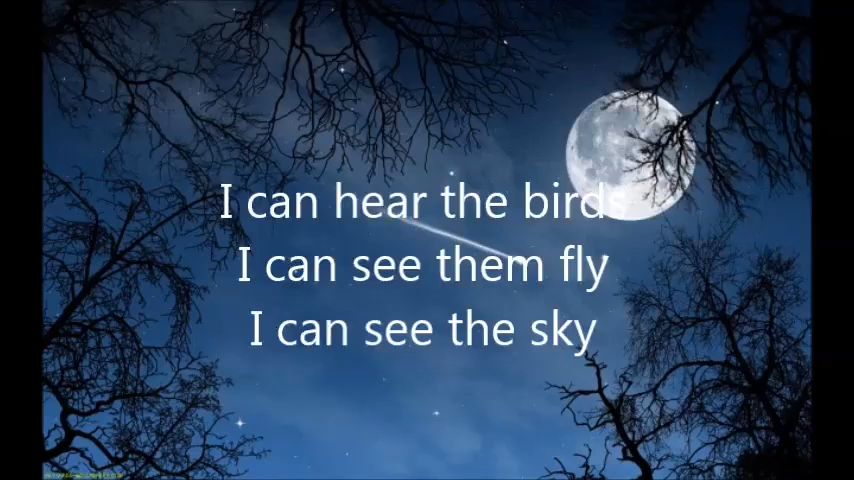 I can hear the birds
I can see them fly
I can see the sky